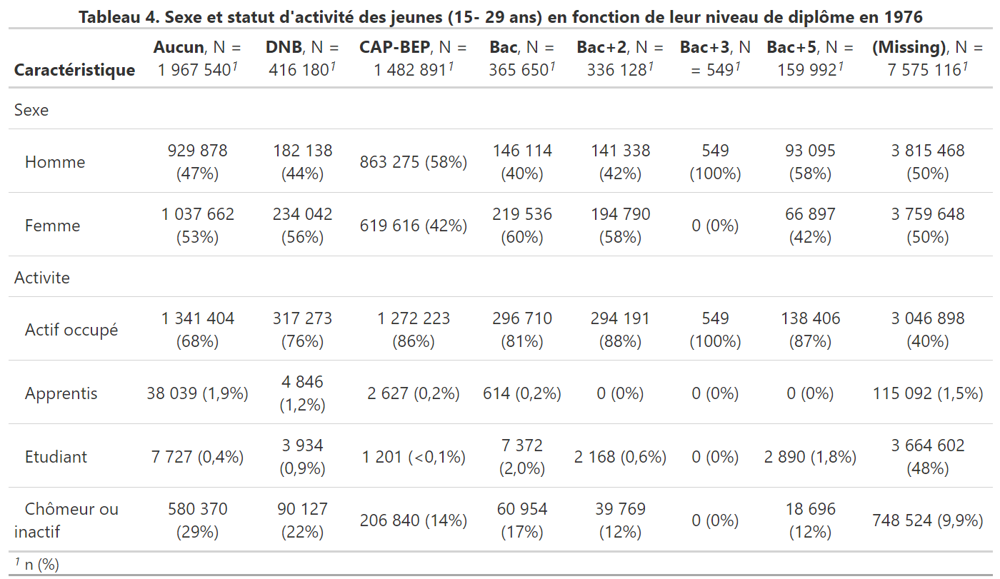 Tableau 4. Sexe et statut d'activité des jeunes (15- 29 ans) en fonction de leur niveau de diplôme en 1976
Caractéristique Aucun, N = 1 967 540¹ DNB, N = 416 180¹ CAP-BEP, N = 1 482 891¹ Bac, N = 365 650¹ Bac+2, N = 336 128¹ Bac+3, N = 549¹ Bac+5, N = 159 992¹ (Missing), N = 7 575 116¹
Sexe
Homme 929 878 (47%) 182 138 (44%) 863 275 (58%) 146 114 (40%) 141 338 (42%) 549 (100%) 93 095 (58%) 3 815 468 (50%)
Femme 1 037 662 (53%) 234 042 (56%) 619 616 (42%) 219 536 (60%) 194 790 (58%) 0 (0%) 66 897 (42%) 3 759 648 (50%)
Activite
Actif occupé 1 341 404 (68%) 317 273 (76%) 1 272 223 (86%) 296 710 (81%) 294 191 (88%) 549 (100%) 138 406 (87%) 3 046 898 (40%)
Apprentis 38 039 (1,9%) 4 846 (1,2%) 2 627 (0,2%) 614 (0,2%) 0 (0%) 0 (0%) 0 (0%) 115 092 (1,5%)
Etudiant 7 727 (0,4%) 3 934 (0,9%) 1 201 (<0,1%) 7 372 (2,0%) 2 168 (0,6%) 0 (0%) 2 890 (1,8%) 3 664 602 (48%)
Chômeur ou inactif 580 370 (29%) 90 127 (22%) 206 840 (14%) 60 954 (17%) 39 769 (12%) 0 (0%) 18 696 (12%) 748 524 (9,9%)
¹ n (%)